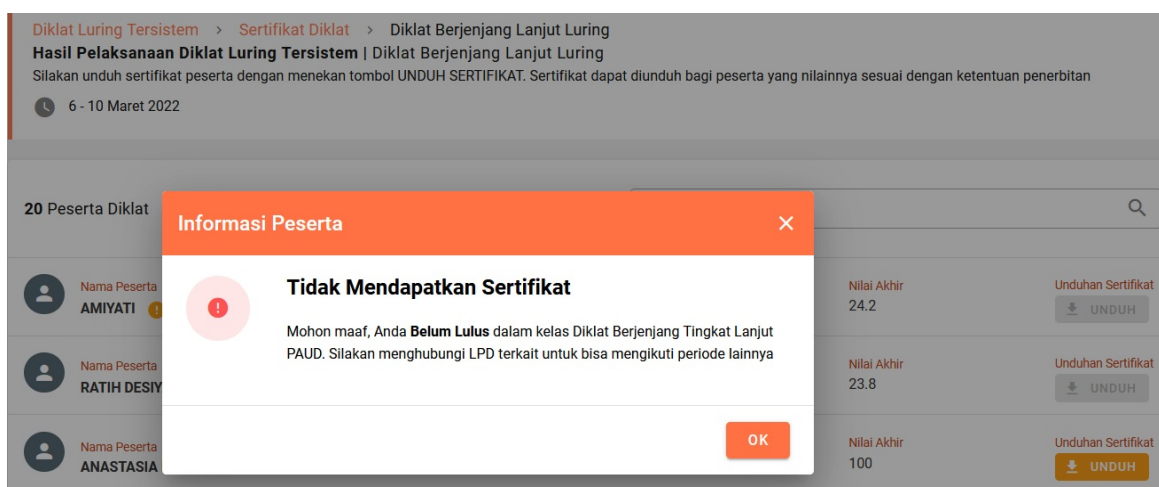 Diklat Luring Tersistem > Sertifikat Diklat > Diklat Berjenjang Lanjut Luring
Hasil Pelaksanaan Diklat Luring Tersistem | Diklat Berjenjang Lanjut Luring
Silakan unduh sertifikat peserta dengan menekan tombol UNDUH SERTIFIKAT. Sertifikat dapat diunduh bagi peserta yang nilainnya sesuai dengan ketentuan penerbitan
6 - 10 Maret 2022
20 Peserta Diklat
Informasi Peserta
Tidak Mendapatkan Sertifikat
Mohon maaf, Anda Belum Lulus dalam kelas Diklat Berjenjang Tingkat Lanjut
PAUD. Silakan menghubungi LPD terkait untuk bisa mengikuti periode lainnya
OK
Nama Peserta
AMIYATI
Nilai Akhir
24.2
Unduhan Sertifikat
UNDUH
Nama Peserta
RATIH DESIY
Nilai Akhir
23.8
Unduhan Sertifikat
UNDUH
Nama Peserta
ANASTASIA
Nilai Akhir
100
Unduhan Sertifikat
UNDUH